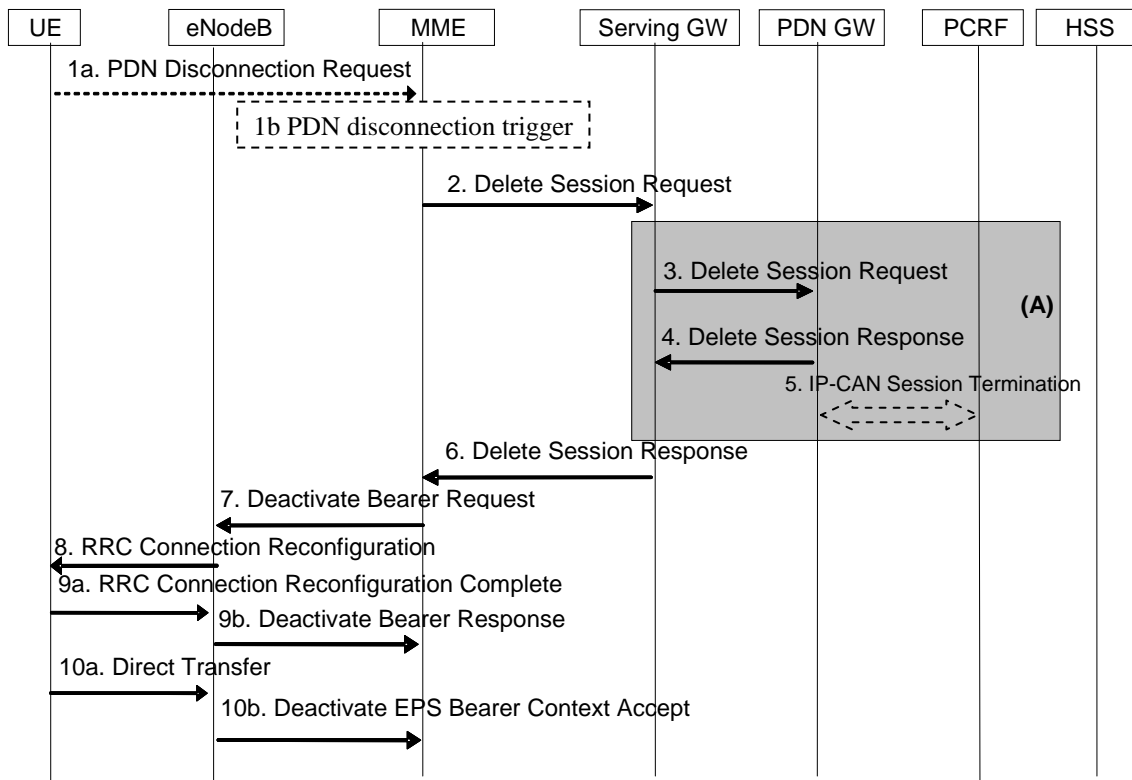 UE eNodeB MME Serving GW PDN GW PCRF HSS
1a. PDN Disconnection Request
1b PDN disconnection trigger
2. Delete Session Request
3. Delete Session Request
(A)
4. Delete Session Response
5. IP-CAN Session Termination
6. Delete Session Response
7. Deactivate Bearer Request
8. RRC Connection Reconfiguration
9a. RRC Connection Reconfiguration Complete
9b. Deactivate Bearer Response
10a. Direct Transfer
10b. Deactivate EPS Bearer Context Accept